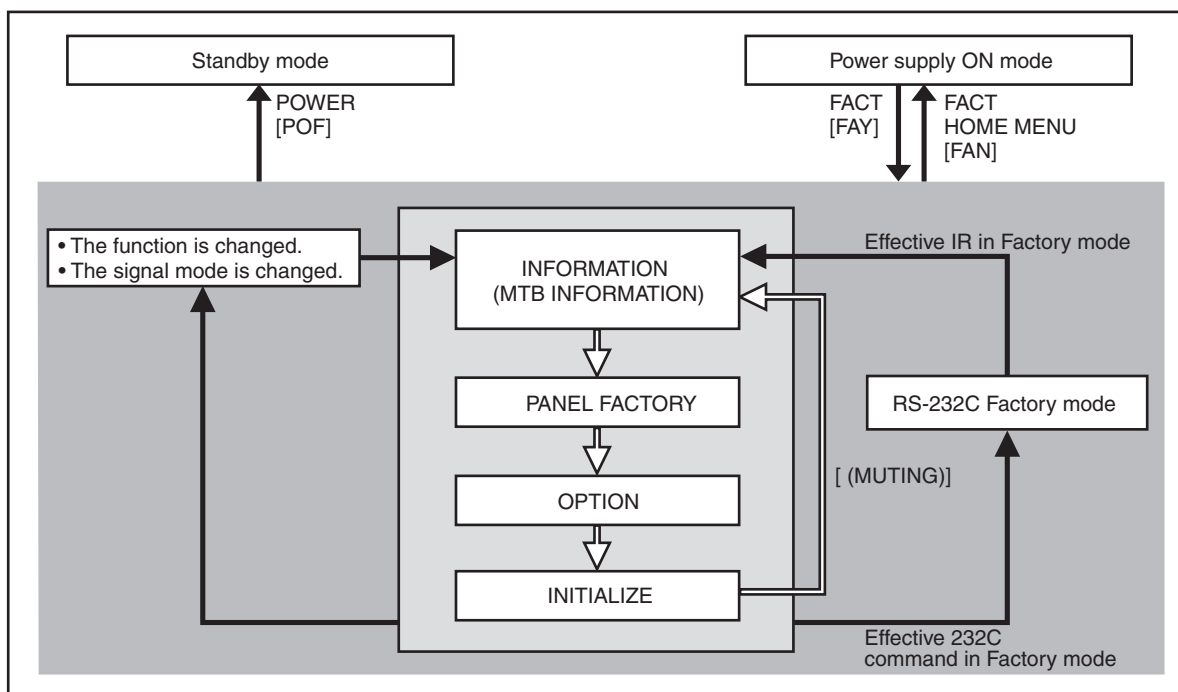 Standby mode
Power supply ON mode
POWER
[POF]
FACT
[FAY]
FACT
HOME MENU
[FAN]
• The function is changed.
• The signal mode is changed.
INFORMATION
(MTB INFORMATION)
Effective IR in Factory mode
PANEL FACTORY
RS-232C Factory mode
OPTION
[ (MUTING)]
INITIALIZE
Effective 232C
command in Factory mode